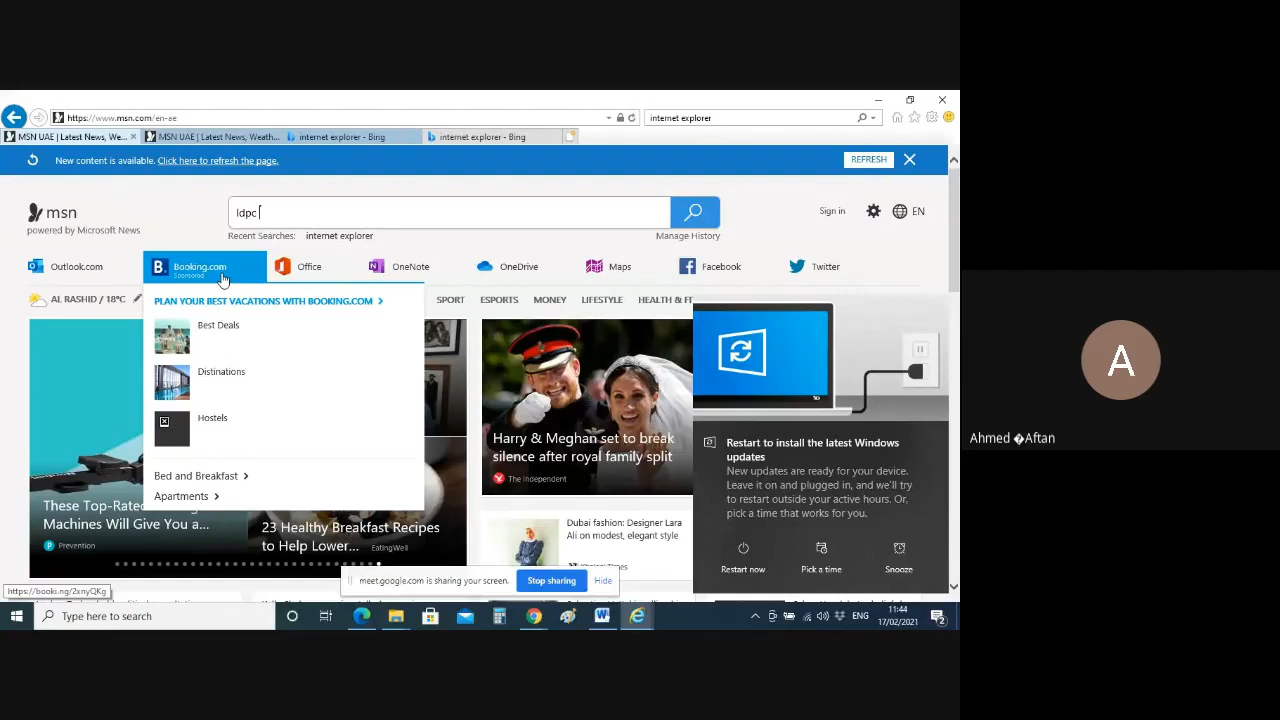 https://www.msn.com/en-ae
internet explorer
MSN UAE | Latest News, We...
MSN UAE | Latest News, Weath...
internet explorer - Bing
internet explorer - Bing
New content is available. Click here to refresh the page.
REFRESH
msn
powered by Microsoft News
ldpc
Sign in
EN
Recent Searches: internet explorer
Manage History
Outlook.com
Booking.com
Sponsored
Office
OneNote
OneDrive
Maps
Facebook
Twitter
AL RASHID / 18°C
PLAN YOUR BEST VACATIONS WITH BOOKING.COM
SPORT
ESPORTS
MONEY
LIFESTYLE
HEALTH & FI
Best Deals
Distinations
Hostels
Bed and Breakfast
Apartments
These Top-Rated
Machines Will Give You a...
Prevention
23 Healthy Breakfast Recipes
to Help Lower...
EatingWell
Harry & Meghan set to break
silence after royal family split
The Independent
Dubai fashion: Designer Lara
Ali on modest, elegant style
Khaleej Times
Restart to install the latest Windows
updates
New updates are ready for your device.
Leave it on and plugged in, and we'll try
to restart outside your active hours. Or,
pick a time that works for you.
Restart now
Pick a time
Snooze
meet.google.com is sharing your screen.
Stop sharing
Hide
https://booki.ng/2xnyQKg
Type here to search
ENG
11:44
17/02/2021
2
A
Ahmed �Aftan